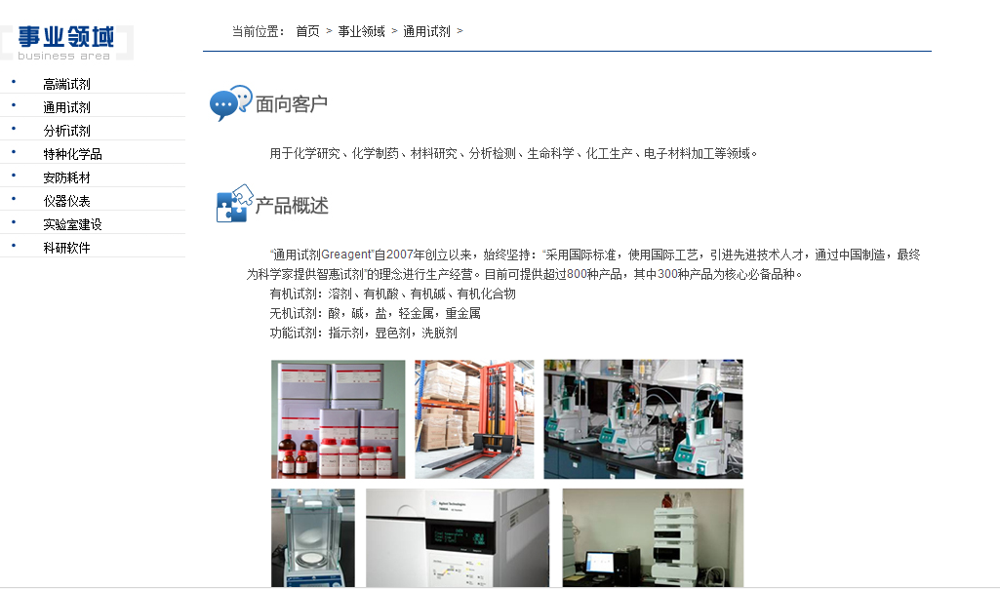 事业领域
business area
高端试剂
通用试剂
分析试剂
特种化学品
安防耗材
仪器仪表
实验室建设
科研软件
当前位置： 首页 > 事业领域 > 通用试剂 >
面向客户
用于化学研究、化学制药、材料研究、分析检测、生命科学、化工生产、电子材料加工等领域。
产品概述
“通用试剂Greagent”自2007年创立以来，始终坚持：“采用国际标准，使用国际工艺，引进先进技术人才，通过中国制造，最终
为科学家提供智惠试剂”的理念进行生产经营。目前可提供超过800种产品，其中300种产品为核心必备品种。
有机试剂：溶剂、有机酸、有机碱、有机化合物
无机试剂：酸，碱，盐，轻金属，重金属
功能试剂：指示剂，显色剂，洗脱剂
Agilent Technologies